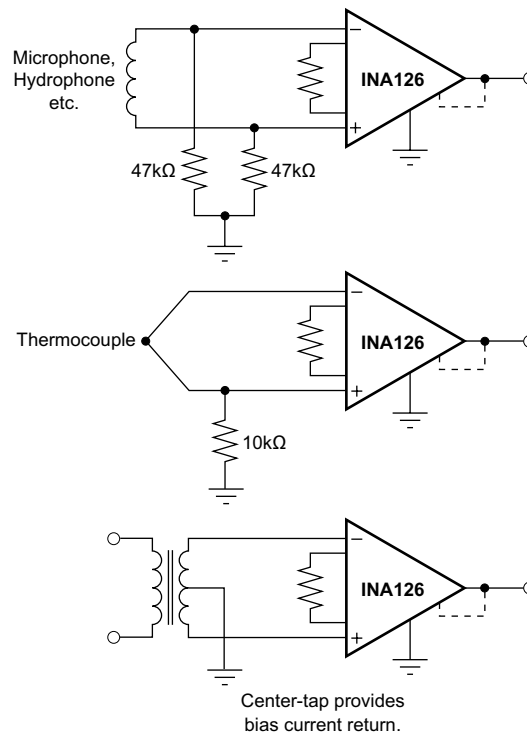 Microphone,
Hydrophone
etc.
−
INA126
+
47kΩ
47kΩ
−
Thermocouple
INA126
+
10kΩ
−
INA126
+
Center-tap provides
bias current return.